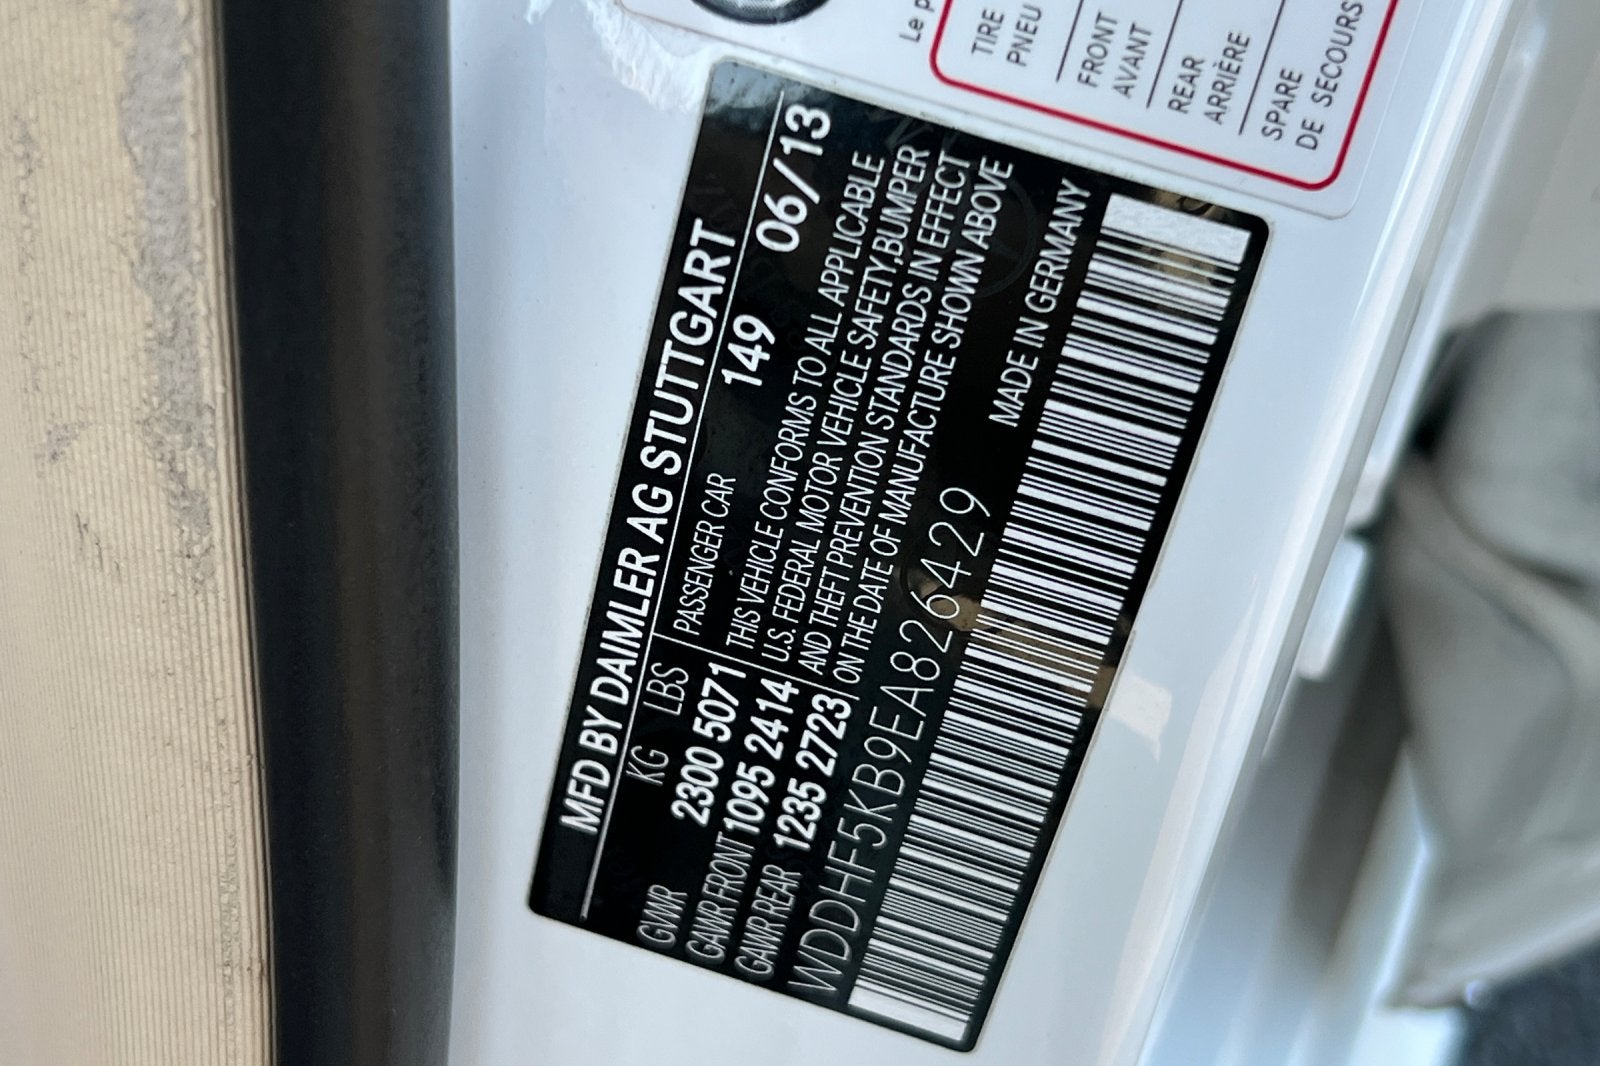 MFD BY DAIMLER AG STUTTGART
KG LBS PASSENGER CAR 149 06/13
GVWR 2300 5071
GAWR FRONT 1095 2414
GAWR REAR 1235 2723
THIS VEHICLE CONFORMS TO ALL APPLICABLE
U.S. FEDERAL MOTOR VEHICLE SAFETY,BUMPER
AND THEFT PREVENTION STANDARDS IN EFFECT
ON THE DATE OF MANUFACTURE SHOWN ABOVE
MADE IN GERMANY
WDDHF5KB9EA826429
Le
TIRE
PNEU
FRONT
AVANT
REAR
ARRIÈRE
SPARE
DE SECOURS